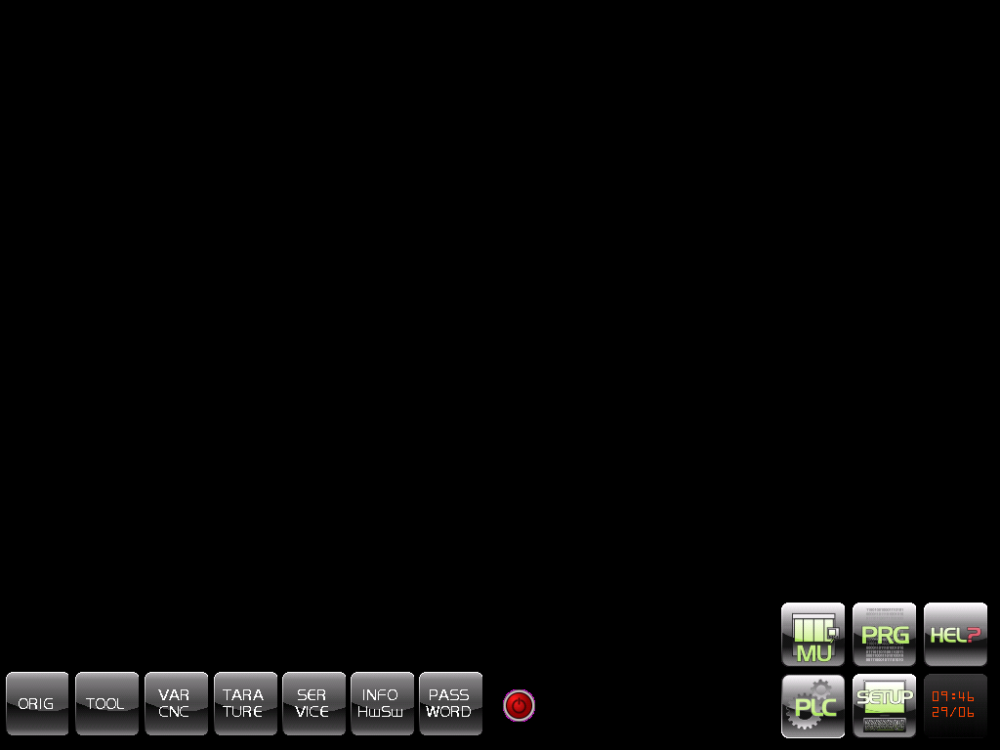 MU
PRG
HEL?
ORIG
TOOL
VAR
CNC
TARA
TURE
SER
VICE
INFO
HwSw
PASS
WORD
PLC
SETUP
09:46
29/06